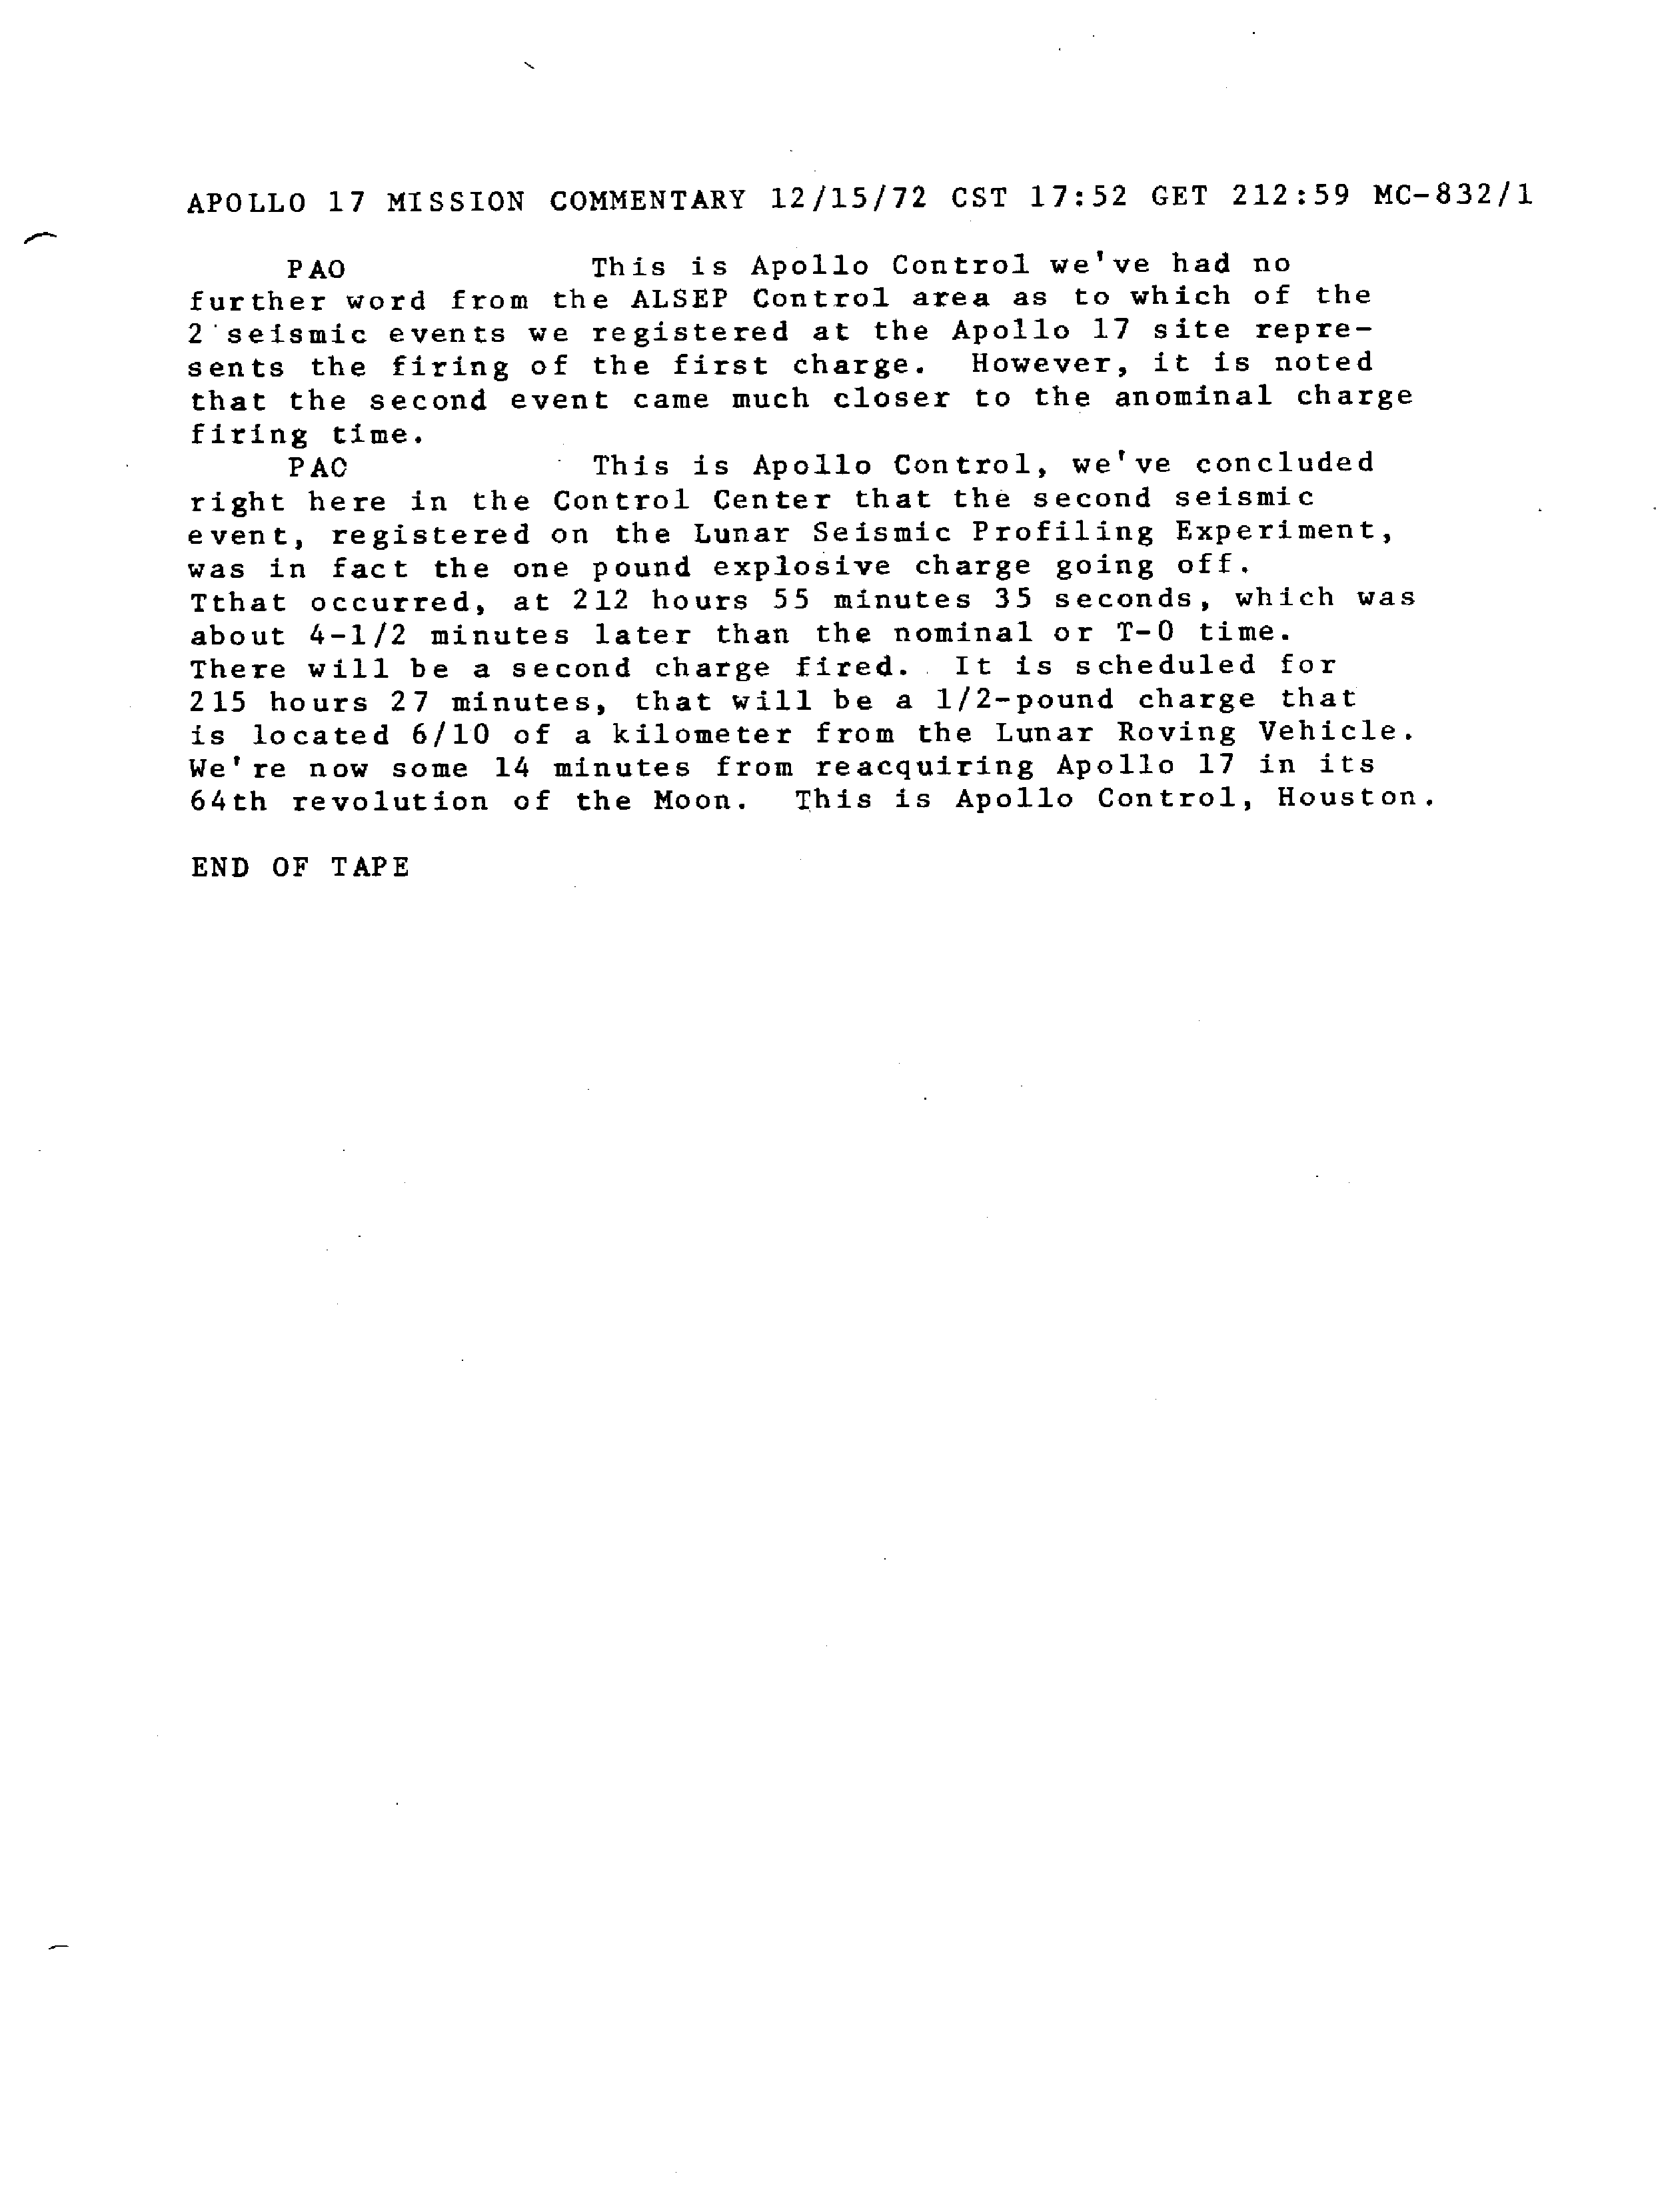 APOLLO 17 MISSION COMMENTARY 12/15/72 CST 17:52 GET 212:59 MC-832/1
PAO This is Apollo Control we've had no
further word from the ALSEP Control area as to which of the
2 seismic events we registered at the Apollo 17 site repre-
sents the firing of the first charge. However, it is noted
that the second event came much closer to the anominal charge
firing time.
PAO This is Apollo Control, we've concluded
right here in the Control Center that the second seismic
event, registered on the Lunar Seismic Profiling Experiment,
was in fact the one pound explosive charge going off.
Tthat occurred, at 212 hours 55 minutes 35 seconds, which was
about 4-1/2 minutes later than the nominal or T-0 time.
There will be a second charge fired. It is scheduled for
215 hours 27 minutes, that will be a 1/2-pound charge that
is located 6/10 of a kilometer from the Lunar Roving Vehicle.
We're now some 14 minutes from reacquiring Apollo 17 in its
64th revolution of the Moon. This is Apollo Control, Houston.
END OF TAPE